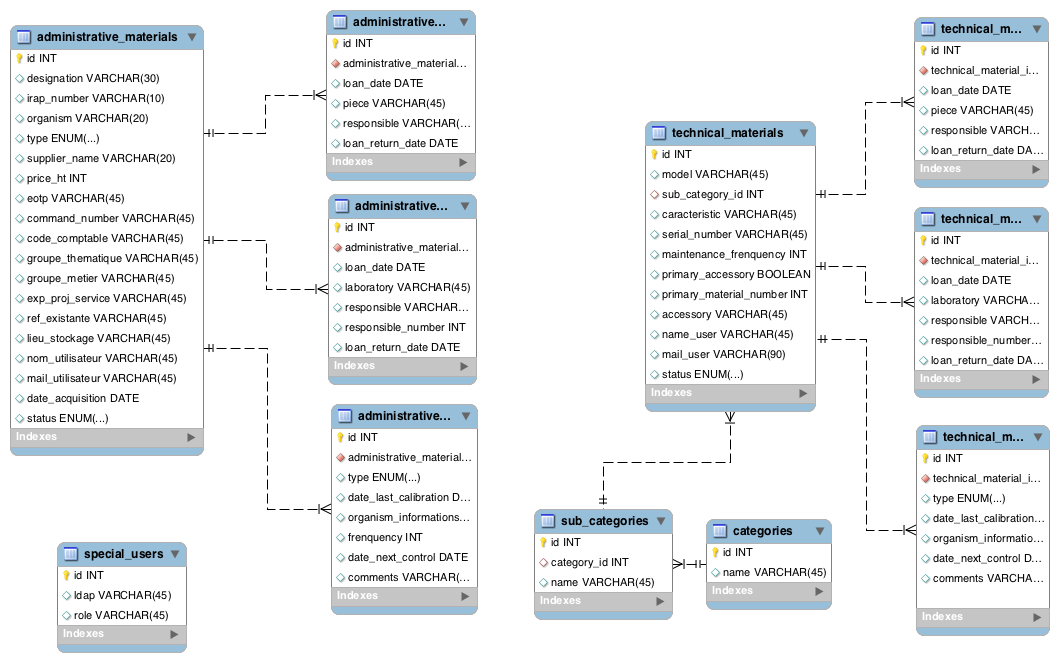 administrative_materials
id INT
designation VARCHAR(30)
irap_number VARCHAR(10)
organism VARCHAR(20)
type ENUM(...)
supplier_name VARCHAR(20)
price_ht INT
eotp VARCHAR(45)
command_number VARCHAR(45)
code_comptable VARCHAR(45)
groupe_thematique VARCHAR(45)
groupe_metier VARCHAR(45)
exp_proj_service VARCHAR(45)
ref_existante VARCHAR(45)
lieu_stockage VARCHAR(45)
nom_utilisateur VARCHAR(45)
mail_utilisateur VARCHAR(45)
date_acquisition DATE
status ENUM(...)
Indexes
administrative...
id INT
administrative_material...
loan_date DATE
piece VARCHAR(45)
responsible VARCHAR(...
loan_return_date DATE
Indexes
administrative...
id INT
administrative_material...
loan_date DATE
laboratory VARCHAR(45)
responsible VARCHAR...
responsible_number INT
loan_return_date DATE
Indexes
administrative...
id INT
administrative_material...
type ENUM(...)
date_last_calibration D...
organism_informations...
frenquency INT
date_next_control DATE
comments VARCHAR(...
Indexes
special_users
id INT
ldap VARCHAR(45)
role VARCHAR(45)
Indexes
technical_materials
id INT
model VARCHAR(45)
sub_category_id INT
caracteristic VARCHAR(45)
serial_number VARCHAR(45)
maintenance_frenquency INT
primary_accessory BOOLEAN
primary_material_number INT
accessory VARCHAR(45)
name_user VARCHAR(45)
mail_user VARCHAR(90)
status ENUM(...)
Indexes
sub_categories
id INT
category_id INT
name VARCHAR(45)
Indexes
categories
id INT
name VARCHAR(45)
Indexes
technical_m...
id INT
technical_material_i...
loan_date DATE
piece VARCHAR(45)
responsible VARCH...
loan_return_date DA...
Indexes
technical_m...
id INT
technical_material_i...
loan_date DATE
laboratory VARCHA...
responsible VARCH...
responsible_number...
loan_return_date DA...
Indexes
technical_m...
id INT
technical_material_i...
type ENUM(...)
date_last_calibration...
organism_informatio...
date_next_control D...
comments VARCHA...
Indexes